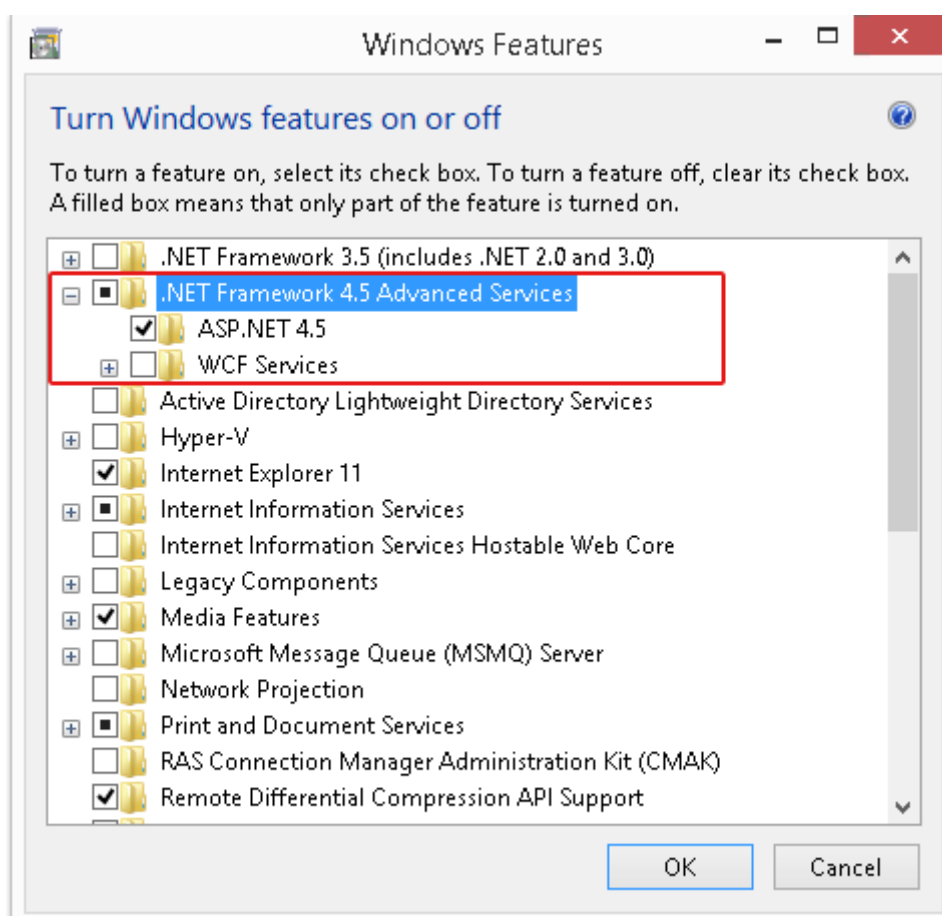 Windows Features
Turn Windows features on or off
To turn a feature on, select its check box. To turn a feature off, clear its check box.
A filled box means that only part of the feature is turned on.
.NET Framework 3.5 (includes .NET 2.0 and 3.0)
.NET Framework 4.5 Advanced Services
ASP.NET 4.5
WCF Services
Active Directory Lightweight Directory Services
Hyper-V
Internet Explorer 11
Internet Information Services
Internet Information Services Hostable Web Core
Legacy Components
Media Features
Microsoft Message Queue (MSMQ) Server
Network Projection
Print and Document Services
RAS Connection Manager Administration Kit (CMAK)
Remote Differential Compression API Support
OK Cancel